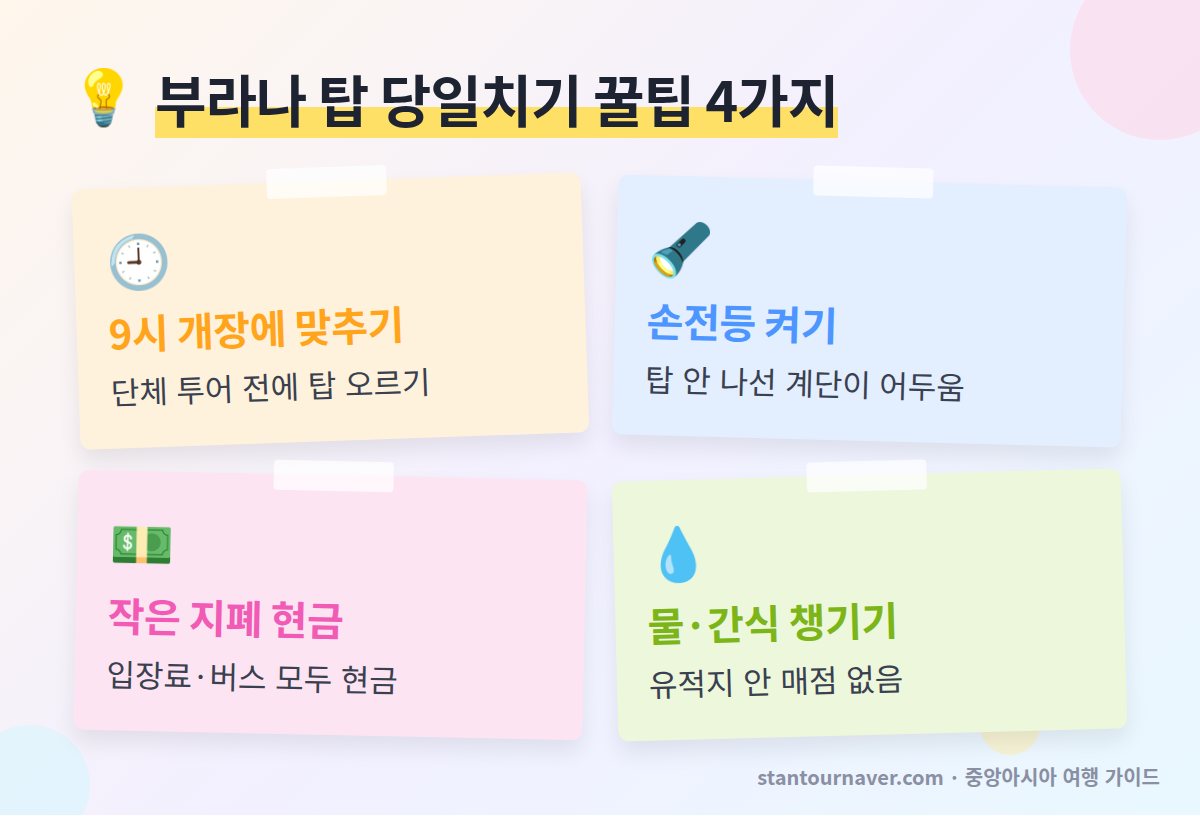 부라나 탑 당일치기 꿀팁 4가지
9시 개장에 맞추기
단체 투어 전에 탑 오르기
손전등 켜기
탑 안 나선 계단이 어두움
작은 지폐 현금
입장료·버스 모두 현금
물·간식 챙기기
유적지 안 매점 없음
stantournaver.com · 중앙아시아 여행 가이드